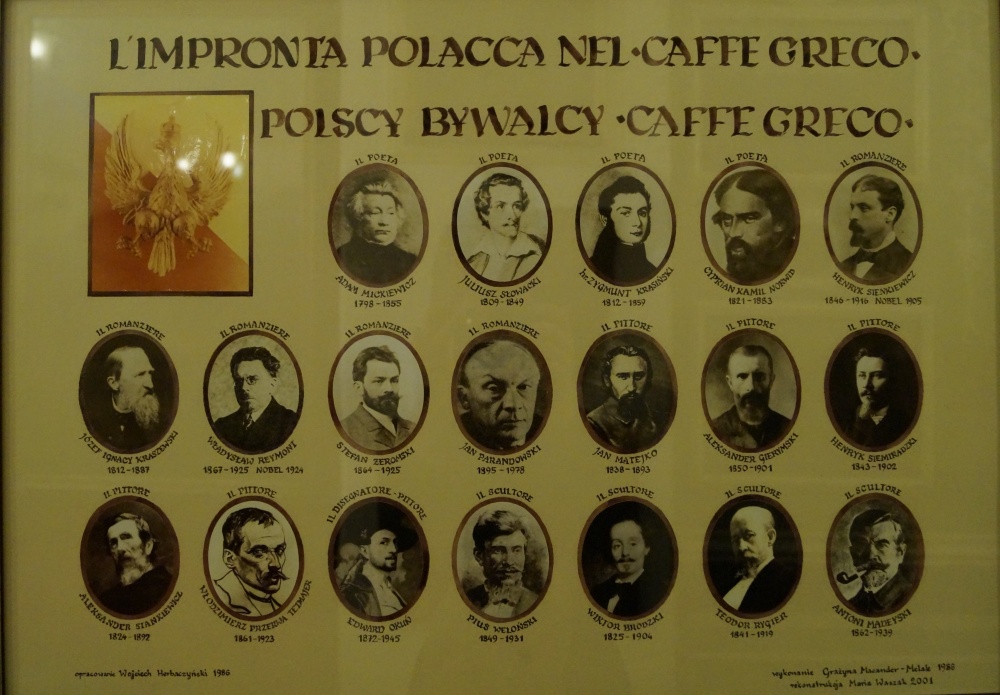 L'IMPRONTA POLACCA NEL·CAFFE GRECO·
POLSCY BYWALCY ·CAFFE GRECO·
IL POETA
ADAM MICKIEWICZ
1798-1855
IL POETA
JULIUSZ SŁOWACKI
1809-1849
IL POETA
hr. ZYGMUNT KRASIŃSKI
1812-1859
IL POETA
CYPRIAN KAMIL NORWID
1821-1883
IL ROMANZIERE
HENRYK SIENKIEWICZ
1846-1916 NOBEL 1905
IL ROMANZIERE
JÓZEF IGNACY KRASZEWSKI
1812-1887
IL ROMANZIERE
WŁADYSŁAW REYMONT
1867-1925 NOBEL 1924
IL ROMANZIERE
STEFAN ŻEROMSKI
1864-1925
IL ROMANZIERE
JAN PARANDOWSKI
1895-1978
IL PITTORE
JAN MATEJKO
1838-1893
IL PITTORE
ALEKSANDER GIERYMSKI
1850-1901
IL PITTORE
HENRYK SIEMIRADZKI
1843-1902
IL PITTORE
ALEKSANDER
1824-1892
IL PITTORE
WŁODZIMIERZ PRZERWA TETMAJER
1861-1923
IL DISEGNATORE-PITTORE
EDWARD OKUŃ
1872-1945
IL SCULTORE
PIUS WELOŃSKI
1849-1931
IL SCULTORE
WIKTOR BRODZKI
1825-1904
IL SCULTORE
TEODOR RYGIER
1841-1919
IL SCULTORE
ANTONI MADEYSKI
1862-1939
opracowanie Wojciech Horbaczyński 1986
wykonanie Grażyna Macander-Melak 1986
rekonstrukcja Maria Waszak 2001